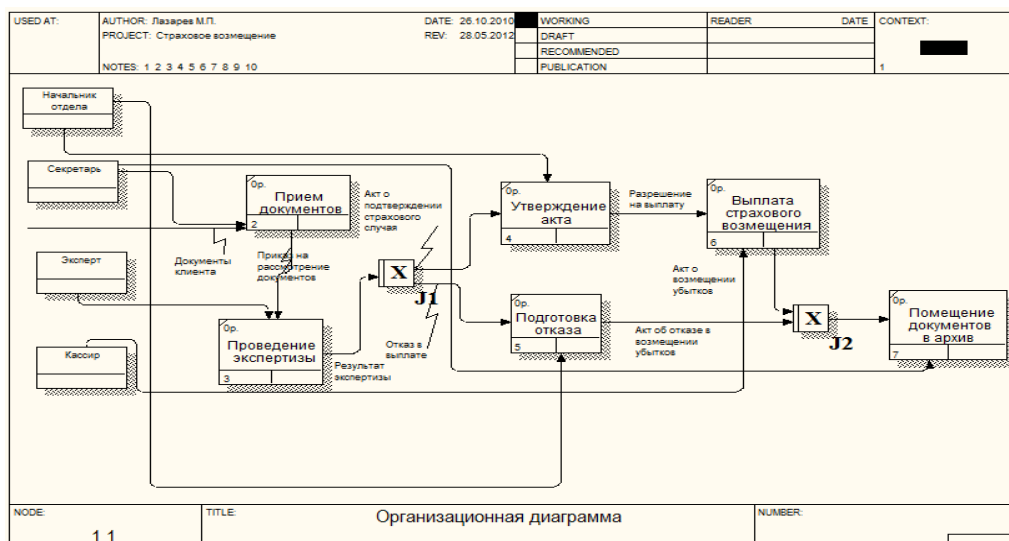 USED AT:
AUTHOR: Лазарев М.П.
DATE: 26.10.2010
PROJECT: Страховое возмещение
REV: 28.05.2012
NOTES: 1 2 3 4 5 6 7 8 9 10
WORKING
DRAFT
RECOMMENDED
PUBLICATION
READER
DATE
CONTEXT:
1
Начальник
отдела
Секретарь
Эксперт
Кассир
0р.
Прием
документов
2
Документы
клиента
Приказ на
рассмотрение
документов
0р.
Проведение
экспертизы
3
Результат
экспертизы
Акт о
подтверждении
страхового
случая
X
J1
Отказ в
выплате
0р.
Утверждение
акта
4
Разрешение
на выплату
0р.
Подготовка
отказа
5
Акт об отказе в
возмещении
убытков
0р.
Выплата
страхового
возмещения
6
Акт о
возмещении
убытков
X
J2
0р.
Помещение
документов
в архив
7
NODE:
1.1
TITLE:
Организационная диаграмма
NUMBER: